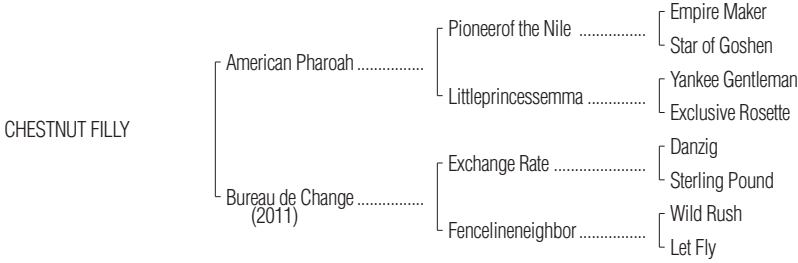 Empire Maker
Pioneerof the Nile ................
Star of Goshen
American Pharoah ................
Yankee Gentleman
Littleprincessemma ..............
Exclusive Rosette
CHESTNUT FILLY
Danzig
Exchange Rate ......................
Sterling Pound
Bureau de Change ................
(2011)
Wild Rush
Fencelineneighbor ................
Let Fly